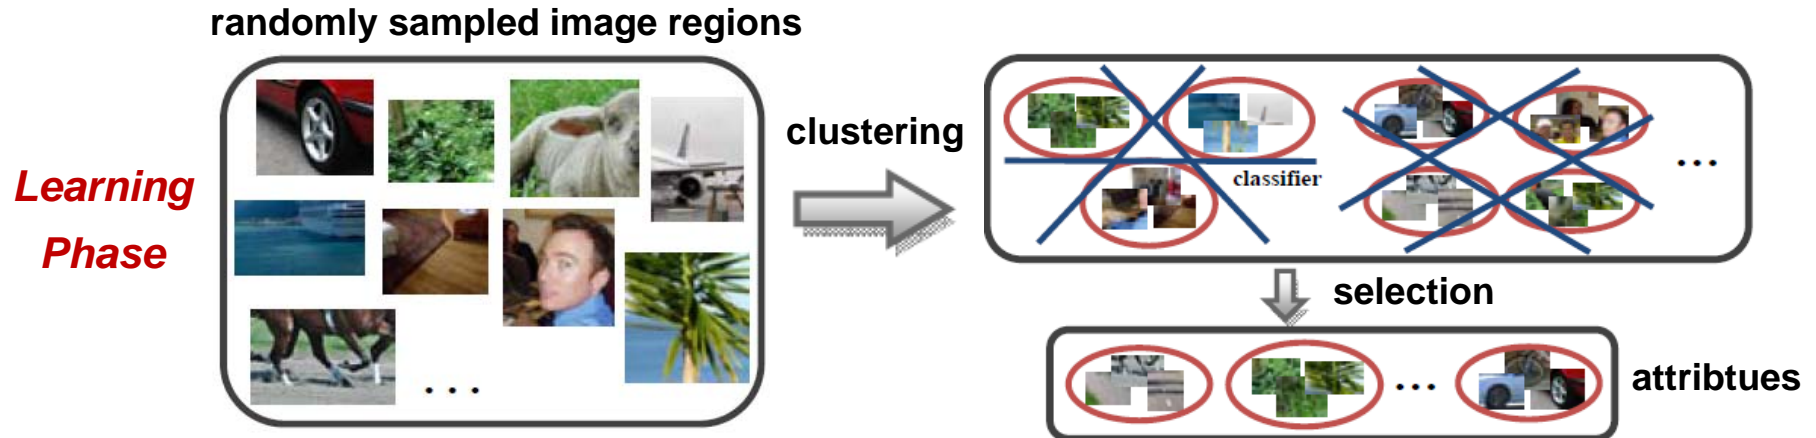 randomly sampled image regions
Learning
Phase
. . .
clustering
classifier
...
selection
...
attribtues